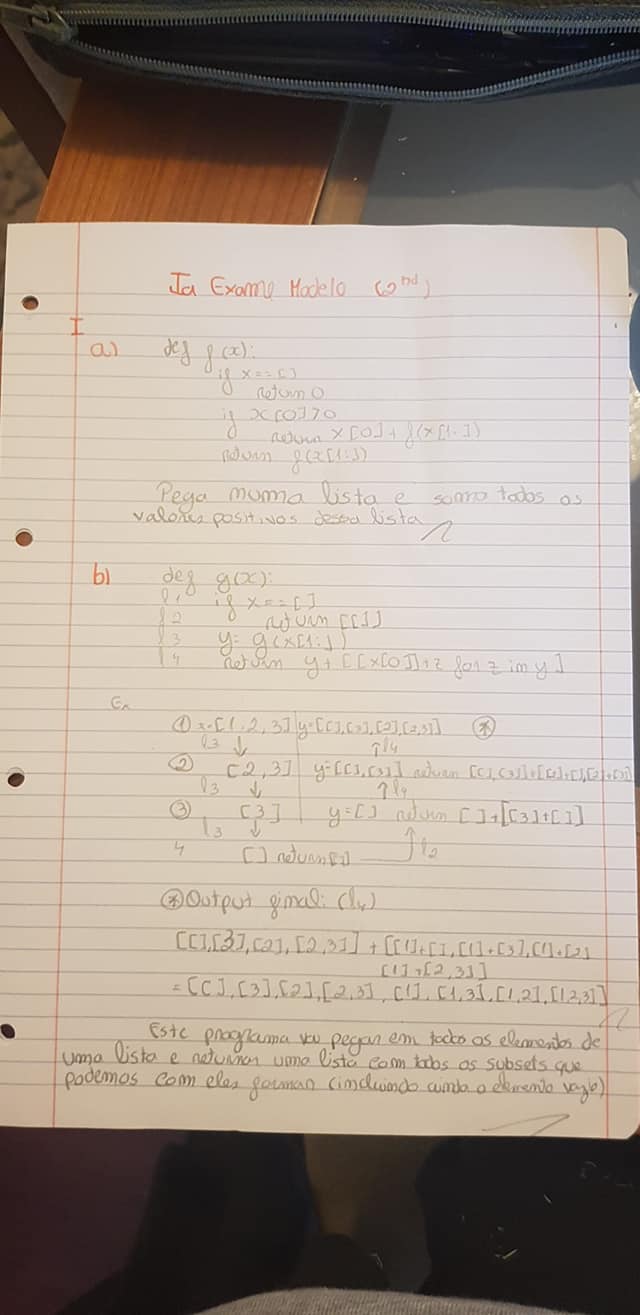 Ia Exame Modelo (2nd)
I
a) def f(x):
if x==[]
return 0
if x[0]>0
return x[0]+f(x[1:])
return f(x[1:])
Pega numa lista e soma todos os
valores positivos dessa lista
b) def g(x):
l1 if x==[]
l2 return [[]]
l3 y=g(x[1:])
l4 return y+[[x[0]]+z for z in y]
Ex
① x=[1,2,3] y=[[],[3],[2],[2,3]] *
l3 ↓ ↑l4
② [2,3] y=[[],[3]] return [[],[3]]+[[2]+[],[2]+[3]]
l3 ↓ ↑l4
③ [3] y=[] return []+[[3]+[]]
l3 ↓ ↑l2
4 [] return[]
* Output final: (l4)
[[],[3],[2],[2,3]]+[[1]+[],[1]+[3],[1]+[2]
[1]+[2,3]]
=[[],[3],[2],[2,3],[1],[1,3],[1,2],[1,2,3]]
Este programa vai pegar em todos os elementos de
uma lista e retornar uma lista com todos os subsets que
podemos com eles formar (incluindo ainda o elemento vazio)